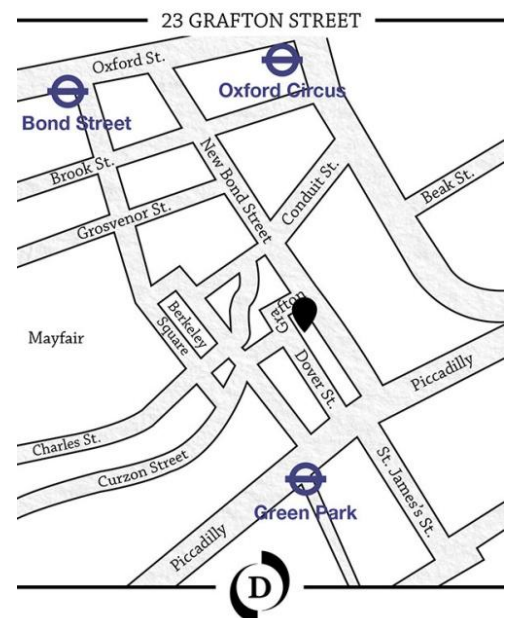 23 GRAFTON STREET
Oxford St.
Oxford Circus
Bond Street
New Bond Street
Conduit St.
Brook St.
Beak St.
Grosvenor St.
Grafton
Berkeley
Square
Mayfair
Dover St.
Piccadilly
Charles St.
Curzon Street
St. James's St.
Green Park
Piccadilly
D